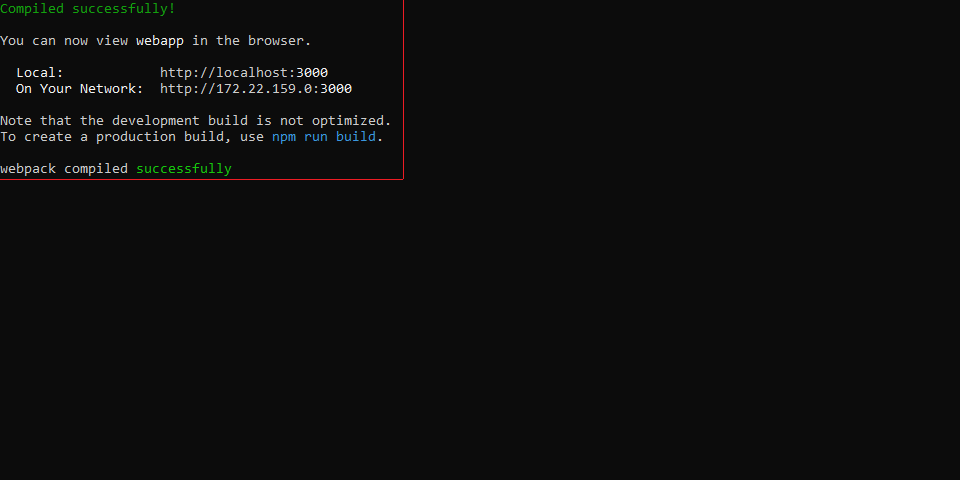 Compiled successfully!
You can now view webapp in the browser.
Local: http://localhost:3000
On Your Network: http://172.22.159.0:3000
Note that the development build is not optimized.
To create a production build, use npm run build.
webpack compiled successfully